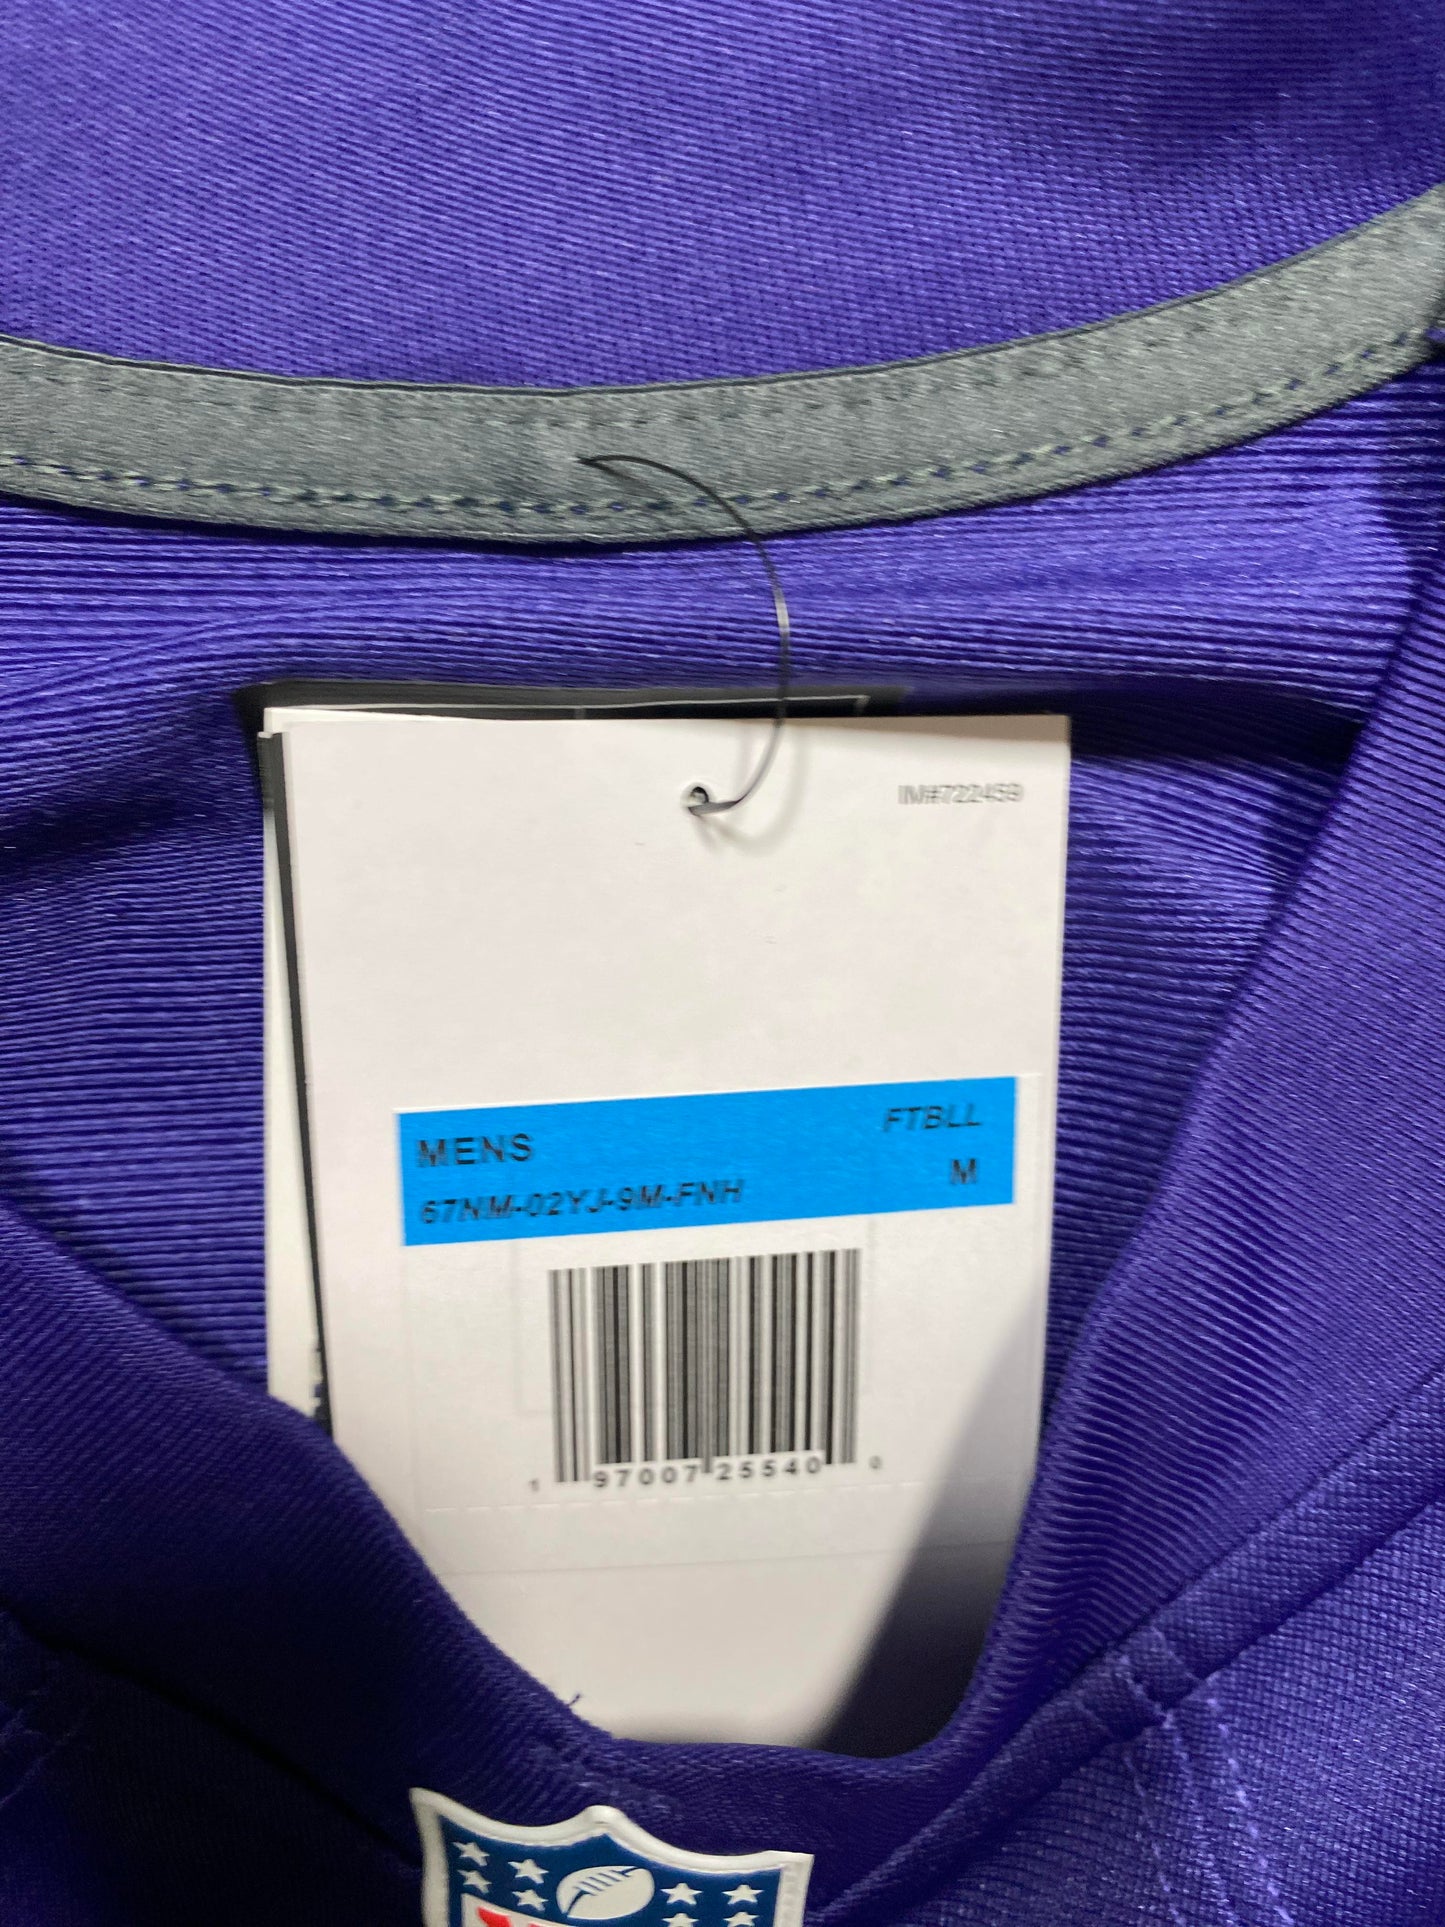 IM#722459
MENS FTBLL
67NM-02YJ-9M-FNH M
1 97007 25540 0